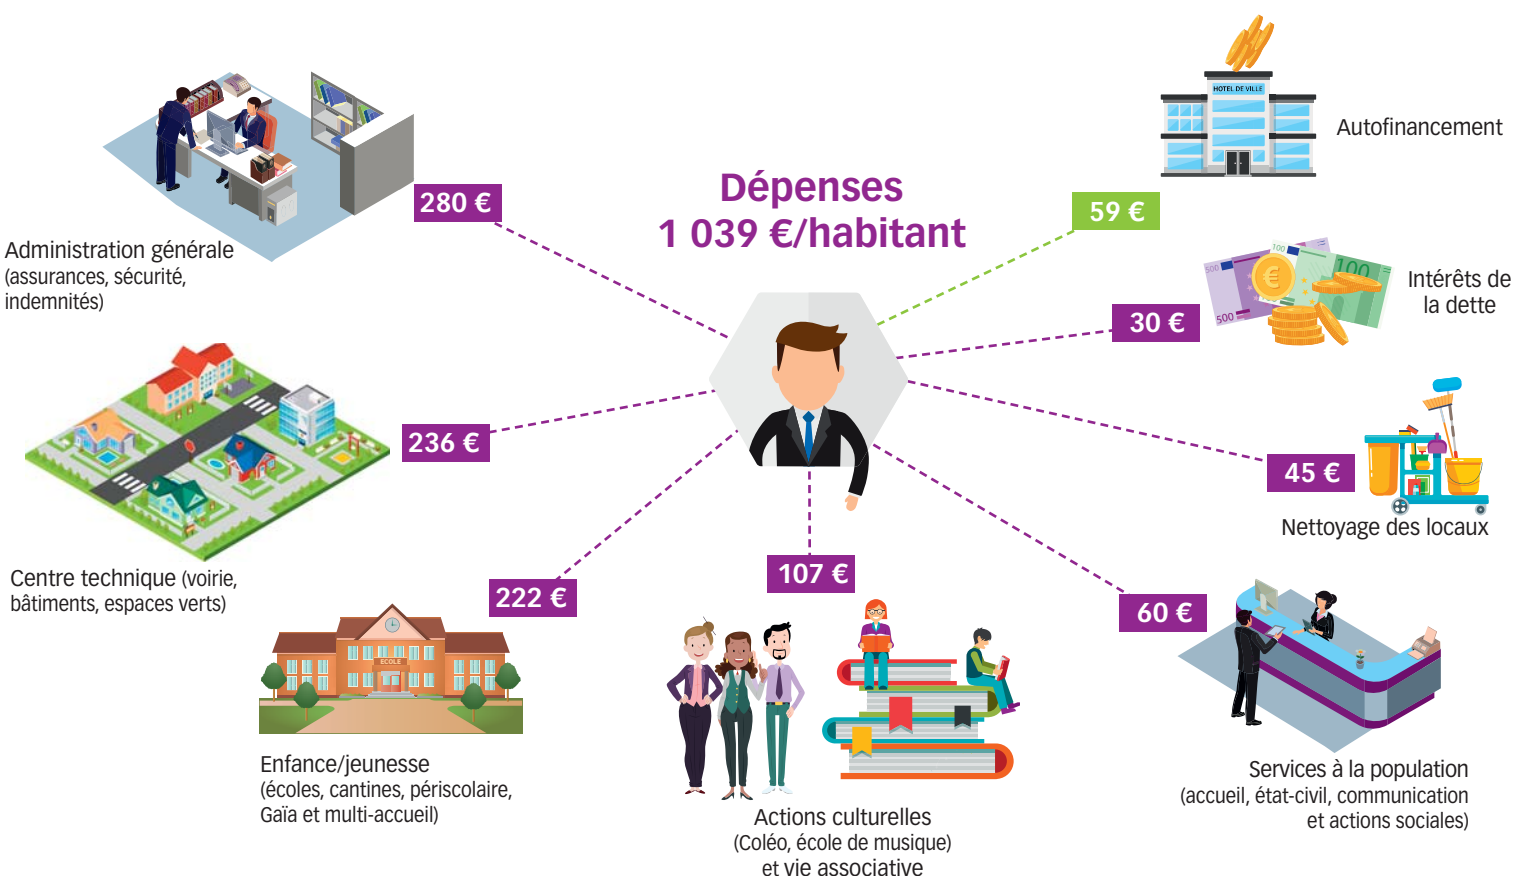 Dépenses
1 039 €/habitant
280 €
Administration générale
(assurances, sécurité,
indemnités)
236 €
Centre technique (voirie,
bâtiments, espaces verts)
222 €
ECOLE
Enfance/jeunesse
(écoles, cantines, périscolaire,
Gaïa et multi-accueil)
107 €
Actions culturelles
(Coléo, école de musique)
et vie associative
60 €
Services à la population
(accueil, état-civil, communication
et actions sociales)
45 €
Nettoyage des locaux
30 €
500
500
100
100
€
Intérêts de
la dette
59 €
HOTEL DE VILLE
Autofinancement